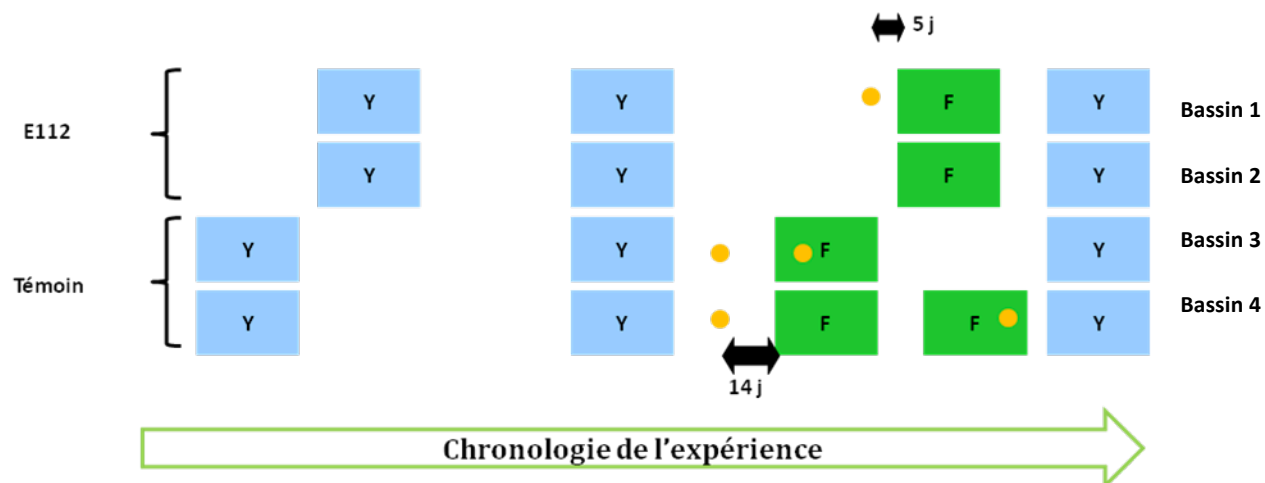 5 j
Y Y F Y Bassin 1
E112
Y Y F Y Bassin 2
Y Y F Y Bassin 3
Témoin
Y Y F F Y Bassin 4
14 j
Chronologie de l'expérience